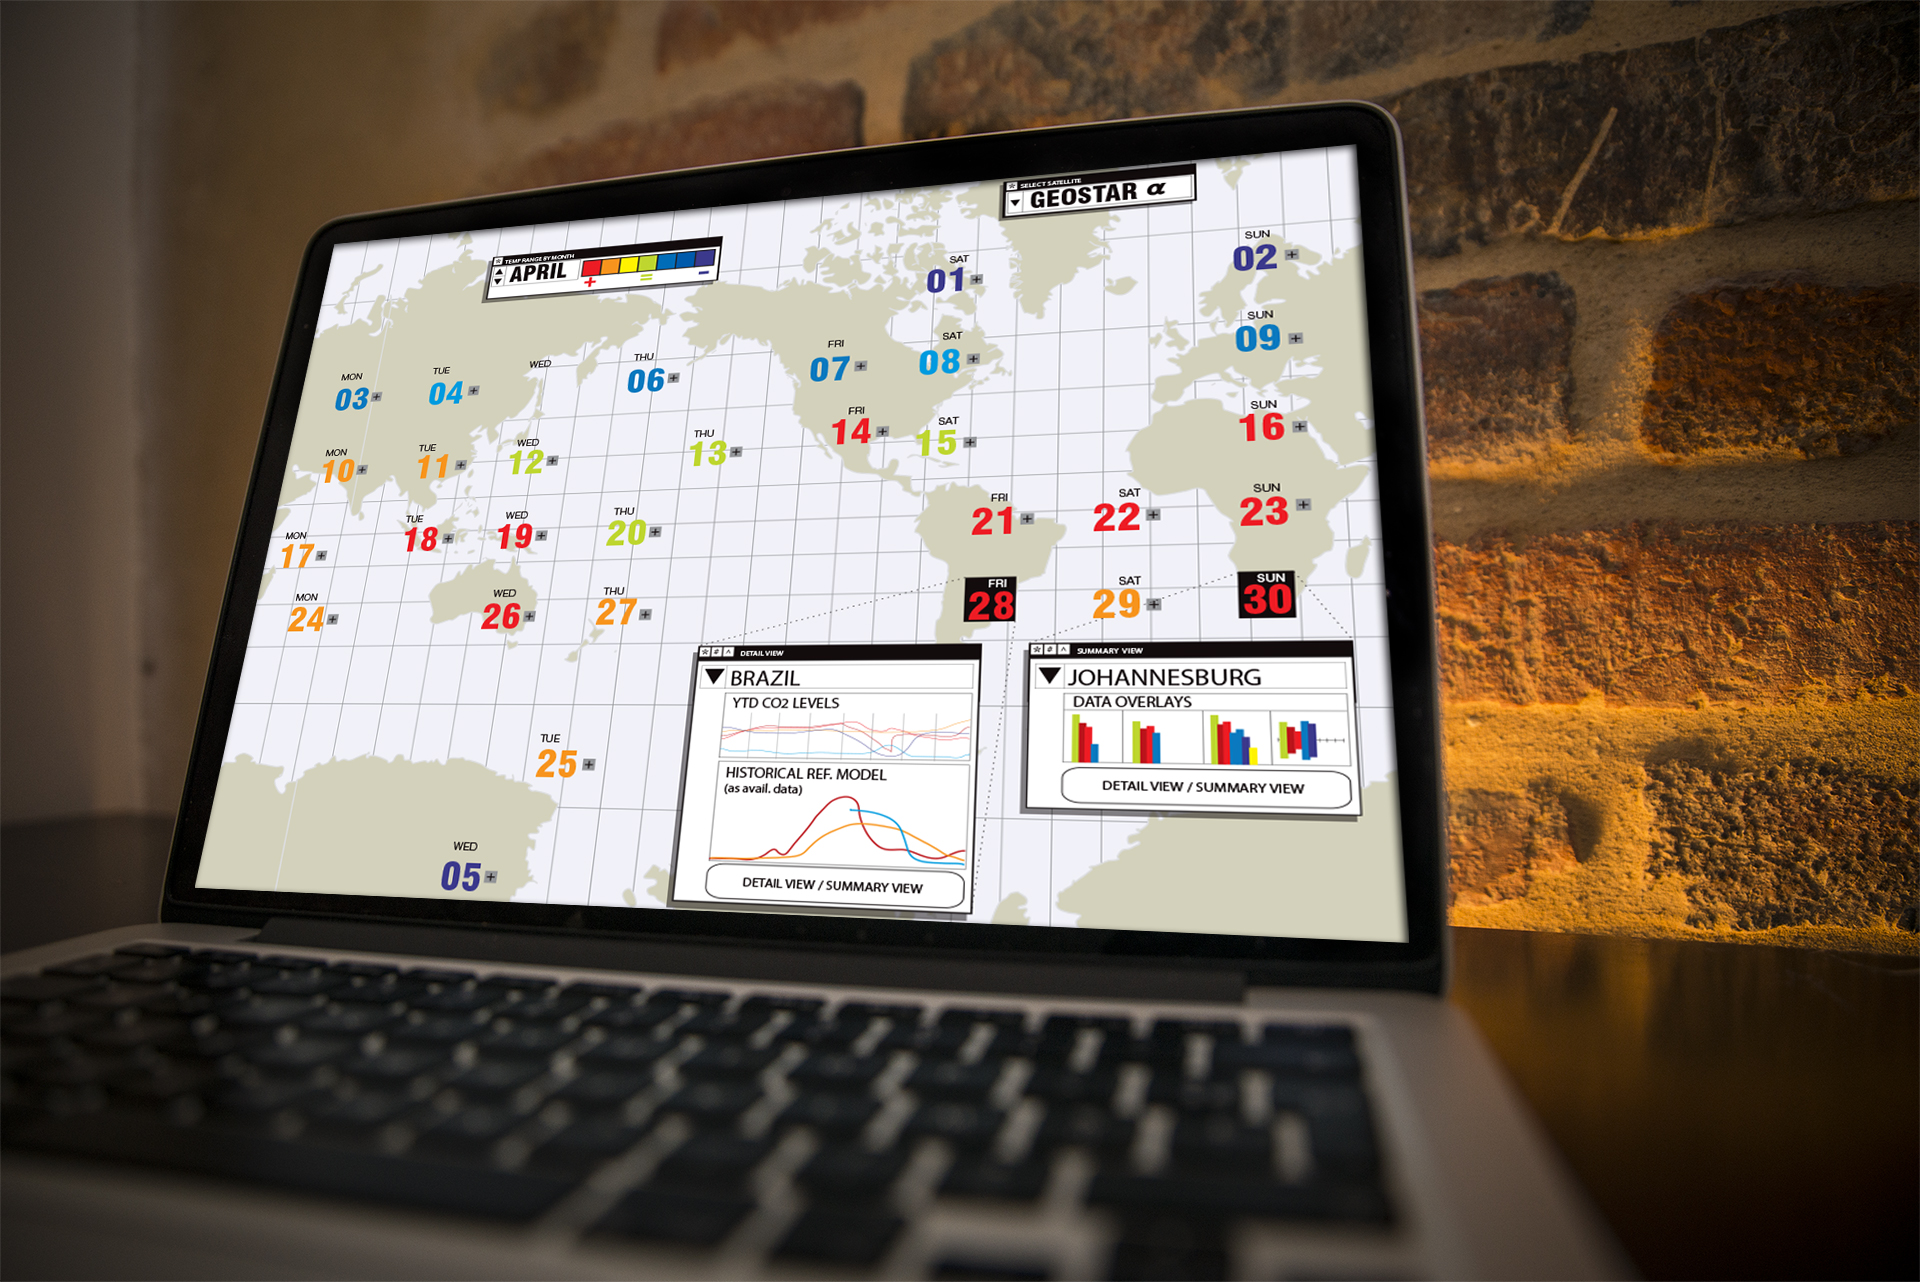 SELECT SATELLITE
GEOSTAR α
TEMP RANGE BY MONTH
APRIL
+ = −
SAT
01
SUN
02
MON
03
TUE
04
WED
THU
06
FRI
07
SAT
08
SUN
09
MON
10
TUE
11
WED
12
THU
13
FRI
14
SAT
15
SUN
16
MON
17
TUE
18
WED
19
THU
20
FRI
21
SAT
22
SUN
23
MON
24
WED
26
THU
27
FRI
28
SAT
29
SUN
30
TUE
25
WED
05
DETAIL VIEW
BRAZIL
YTD CO2 LEVELS
HISTORICAL REF. MODEL
(as avail. data)
DETAIL VIEW / SUMMARY VIEW
SUMMARY VIEW
JOHANNESBURG
DATA OVERLAYS
DETAIL VIEW / SUMMARY VIEW